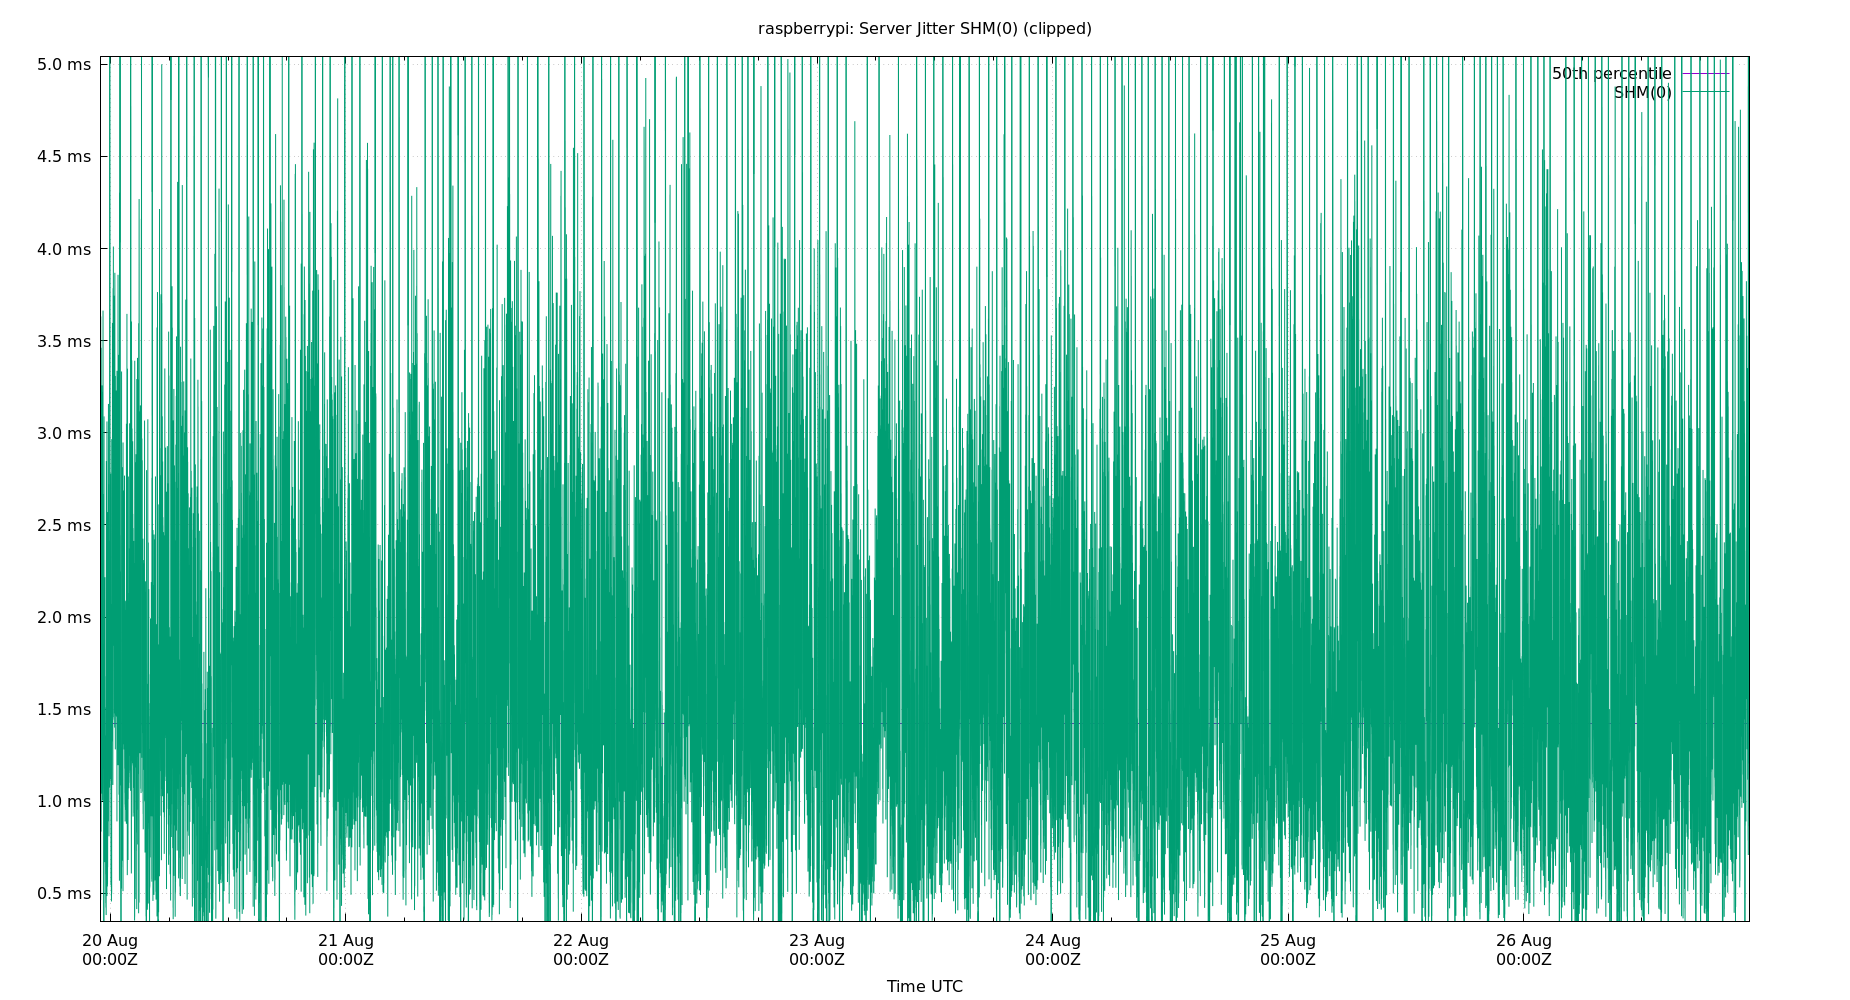 raspberrypi: Server Jitter SHM(0) (clipped)
5.0 ms
50th percentile
SHM(0)
4.5 ms
4.0 ms
3.5 ms
3.0 ms
2.5 ms
2.0 ms
1.5 ms
1.0 ms
0.5 ms
20 Aug 21 Aug 22 Aug 23 Aug 24 Aug 25 Aug 26 Aug
00:00Z 00:00Z 00:00Z 00:00Z 00:00Z 00:00Z 00:00Z
Time UTC